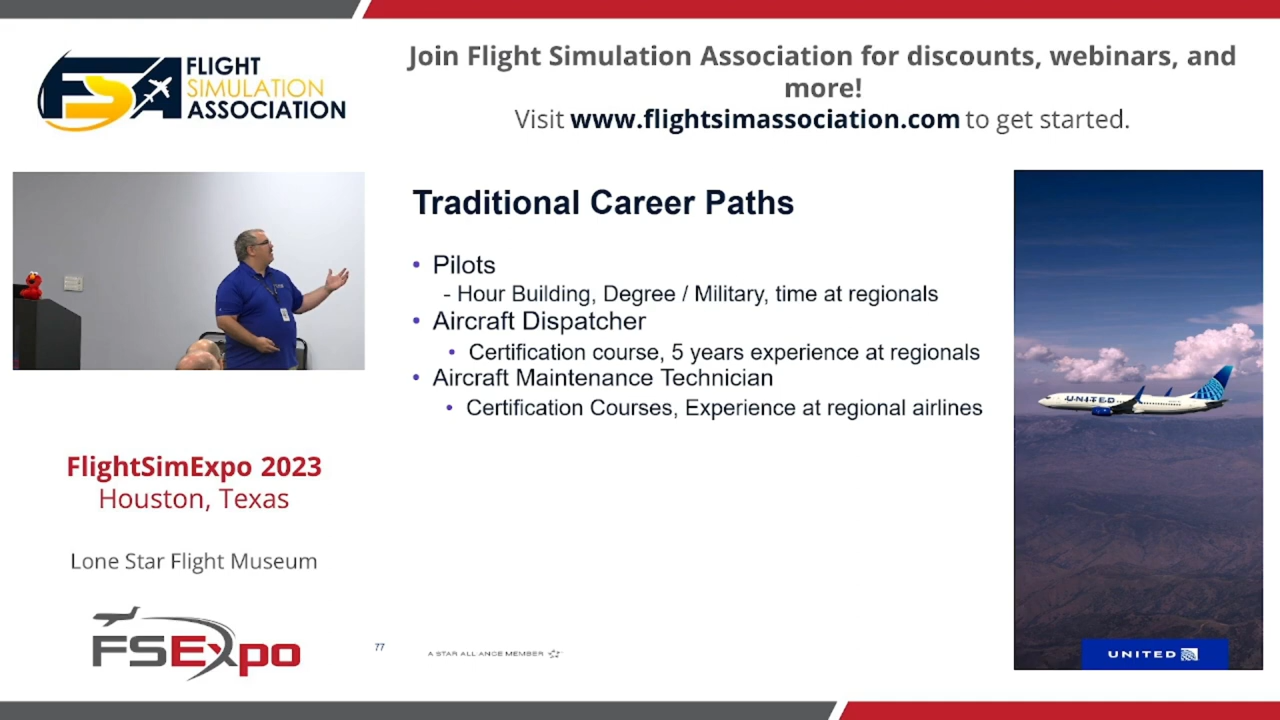 FLIGHT
SIMULATION
ASSOCIATION
Join Flight Simulation Association for discounts, webinars, and
more!
Visit www.flightsimassociation.com to get started.
Traditional Career Paths
• Pilots
- Hour Building, Degree / Military, time at regionals
• Aircraft Dispatcher
• Certification course, 5 years experience at regionals
• Aircraft Maintenance Technician
• Certification Courses, Experience at regional airlines
UNITED
FlightSimExpo 2023
Houston, Texas
Lone Star Flight Museum
FSExpo
77
A STAR ALLIANCE MEMBER
UNITED